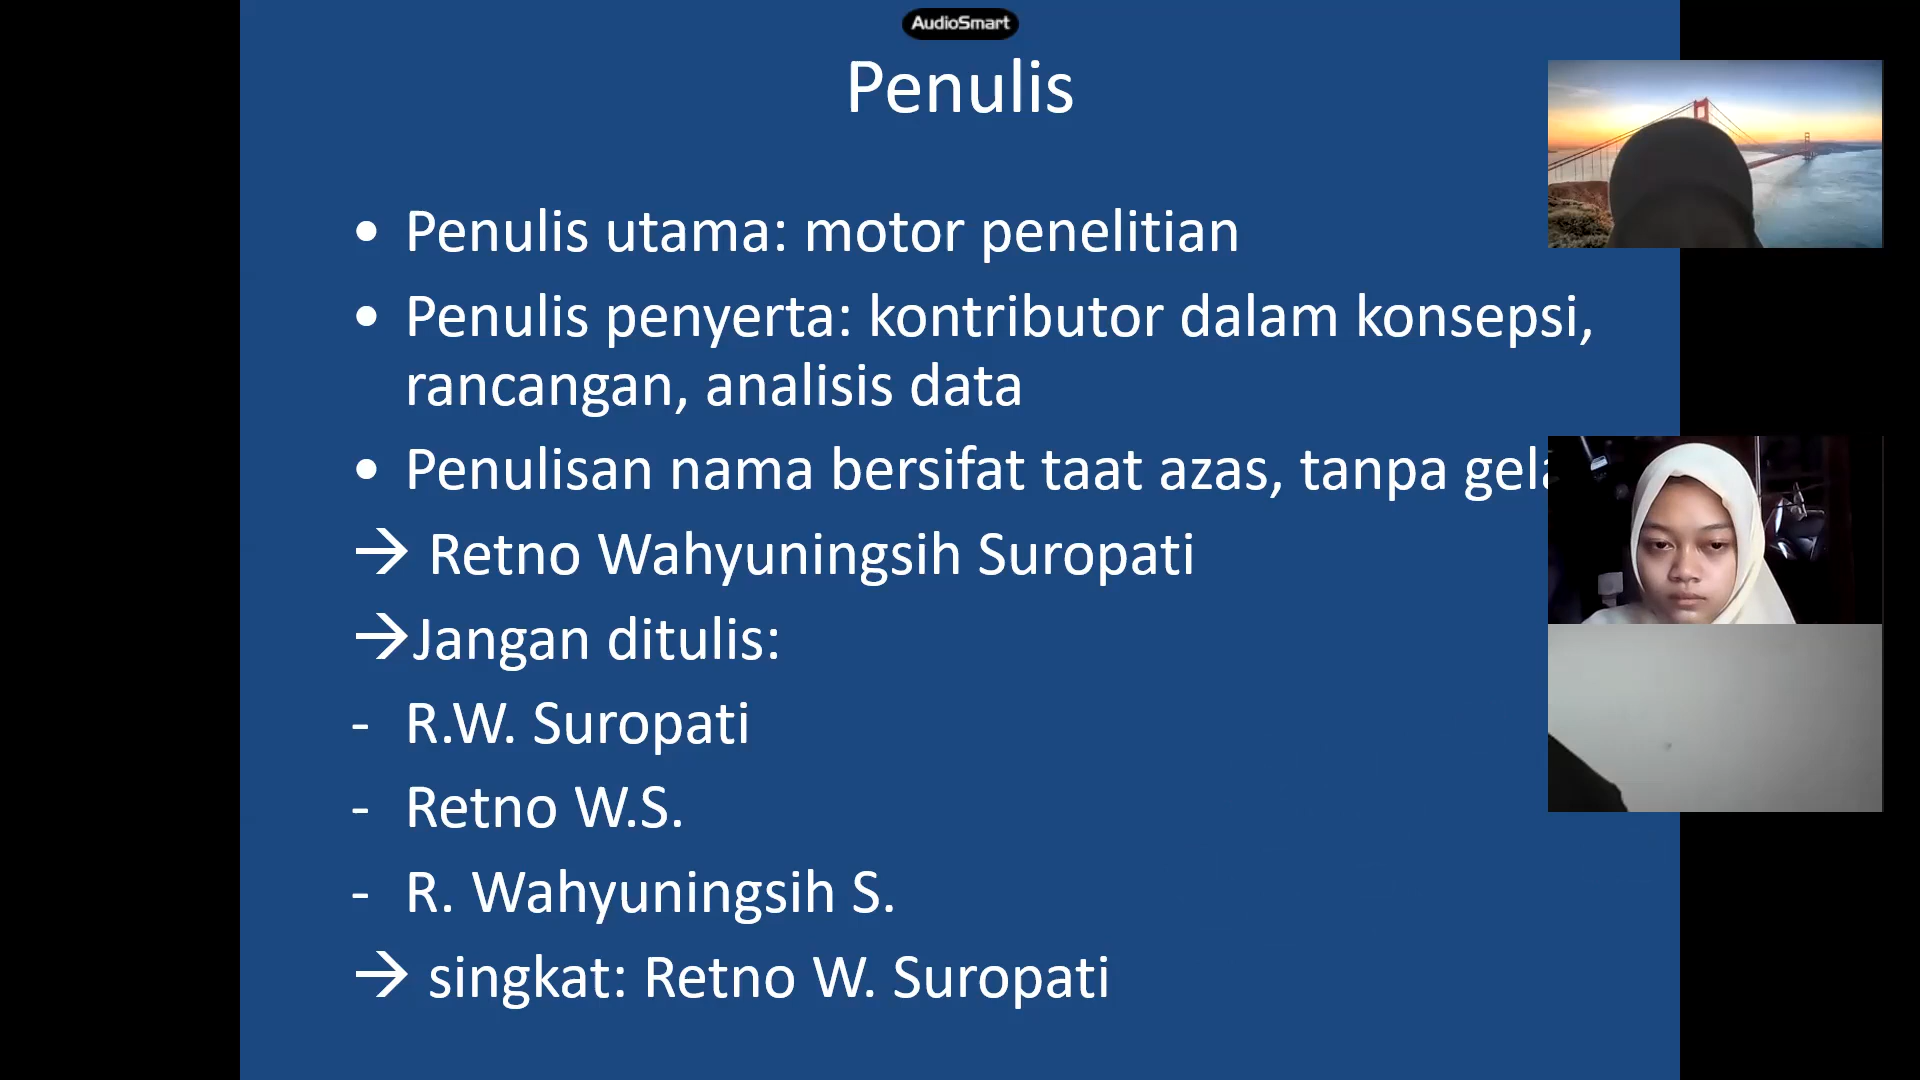 AudioSmart
Penulis
• Penulis utama: motor penelitian
• Penulis penyerta: kontributor dalam konsepsi,
rancangan, analisis data
• Penulisan nama bersifat taat azas, tanpa
→ Retno Wahyuningsih Suropati
→Jangan ditulis:
- R.W. Suropati
- Retno W.S.
- R. Wahyuningsih S.
→ singkat: Retno W. Suropati